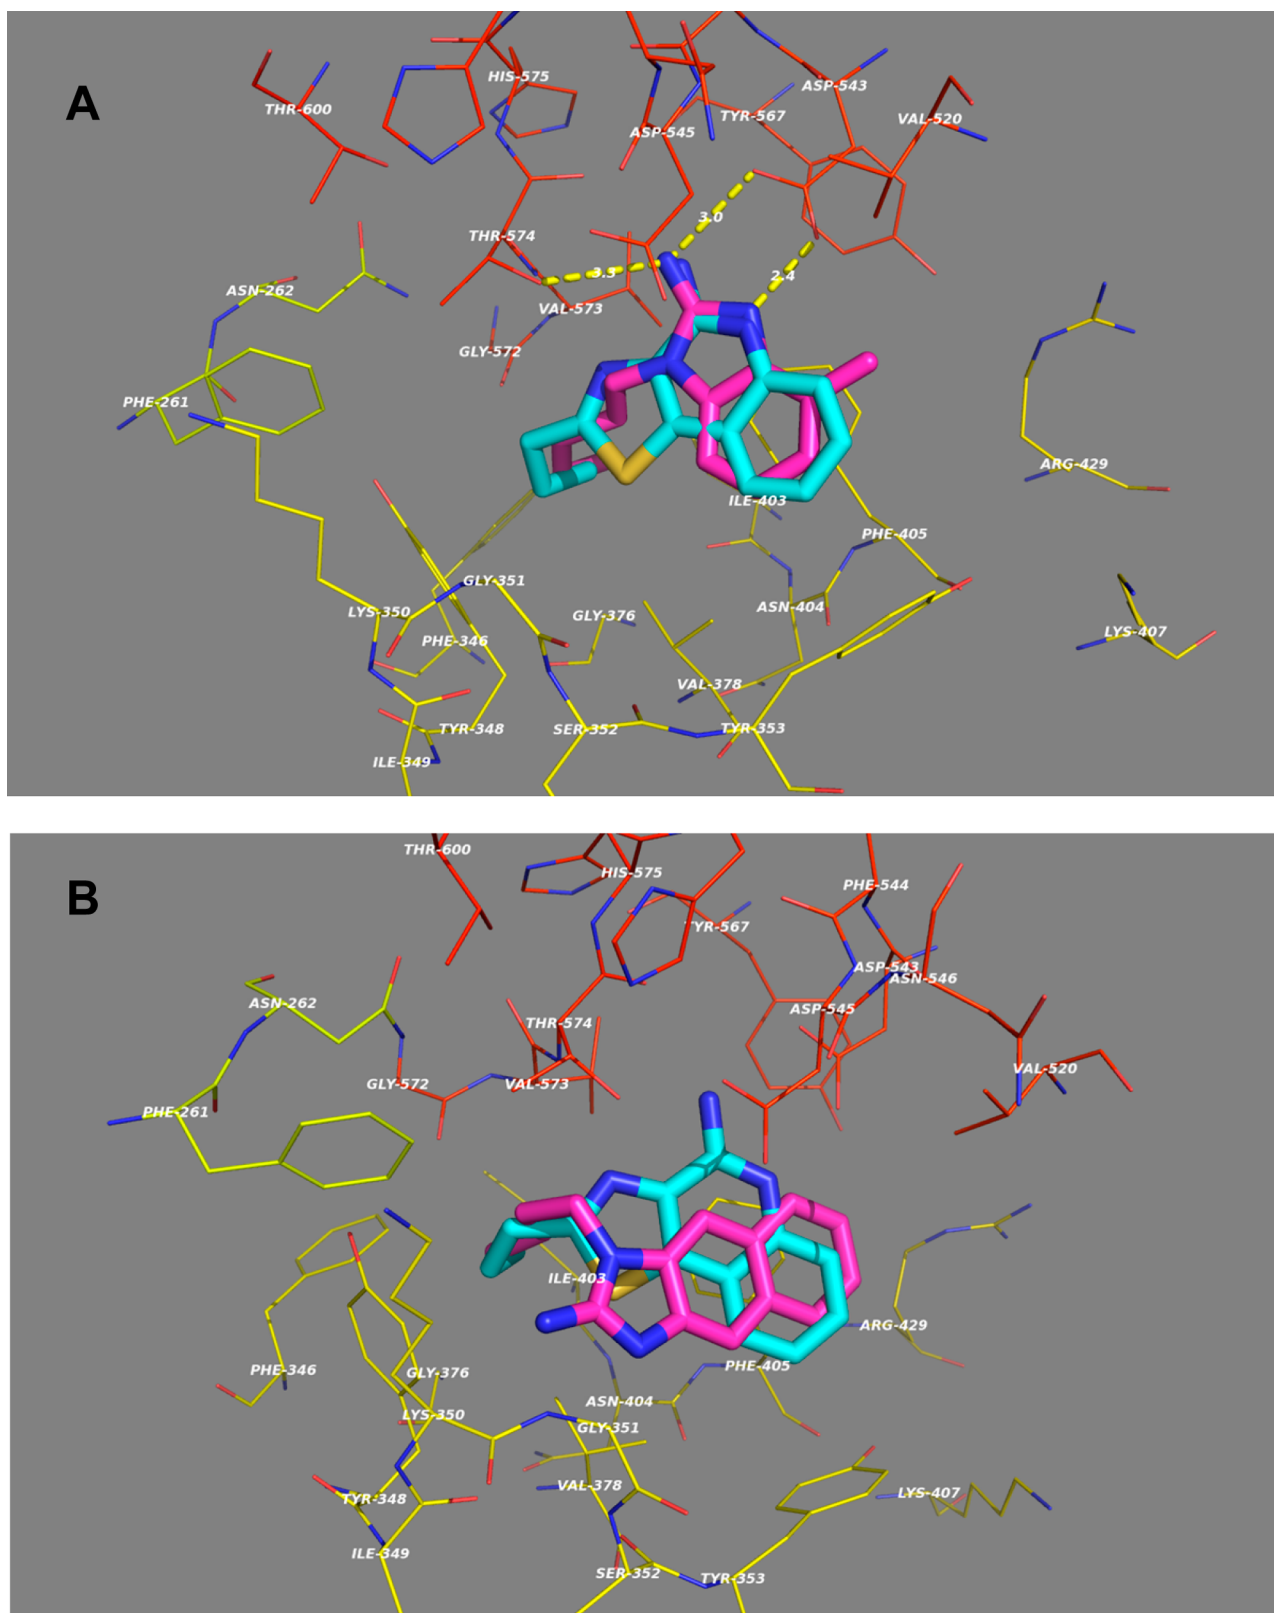 A
HIS-575
ASP-543
THR-600
TYR-567
VAL-520
ASP-545
3.0
THR-574
3.3
2.4
ASN-262
VAL-573
GLY-572
PHE-261
ARG-429
ILE-403
PHE-405
GLY-351
LYS-350
GLY-376
ASN-404
PHE-346
LYS-407
VAL-378
TYR-348
SER-352
TYR-353
ILE-349
B
THR-600
HIS-575
PHE-544
TYR-567
ASP-543
ASN-546
ASN-262
ASP-545
THR-574
VAL-520
GLY-572
VAL-573
PHE-261
ILE-403
ARG-429
PHE-346
GLY-376
PHE-405
ASN-404
LYS-350
GLY-351
VAL-378
TYR-348
LYS-407
ILE-349
SER-352
TYR-353